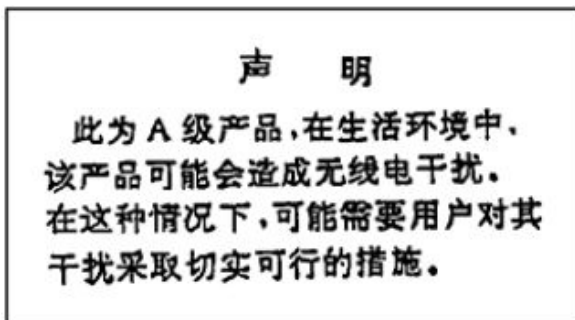 声 明
此为 A 级产品,在生活环境中,
该产品可能会造成无线电干扰。
在这种情况下,可能需要用户对其
干扰采取切实可行的措施。